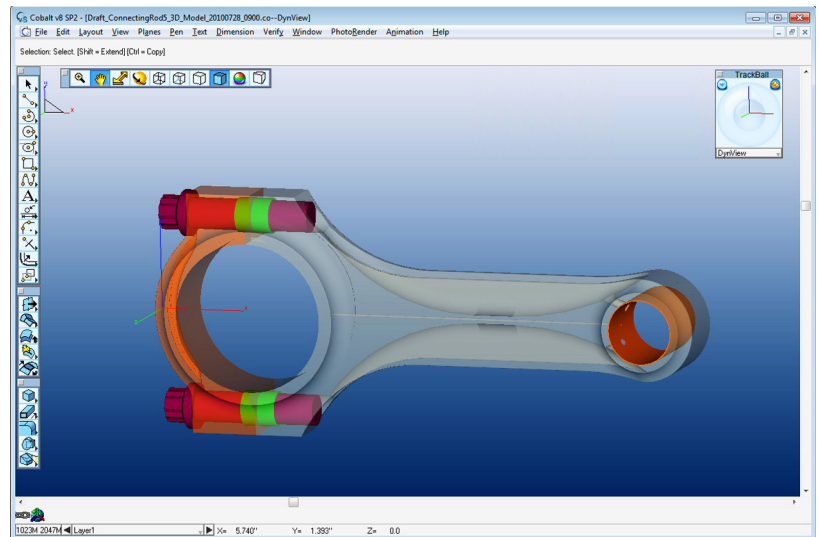 Cobalt v8 SP2 - [Draft_ConnectingRod5_3D_Model_20100728_0900.co--DynView]
File Edit Layout View Planes Pen Text Dimension Verify Window PhotoRender Animation Help
Selection: Select. [Shift = Extend] [Ctrl = Copy]
TrackBall
y
x
DynView
A
x
1023M 2047M Layer1 X= 5.740" Y= 1.393" Z= 0.0